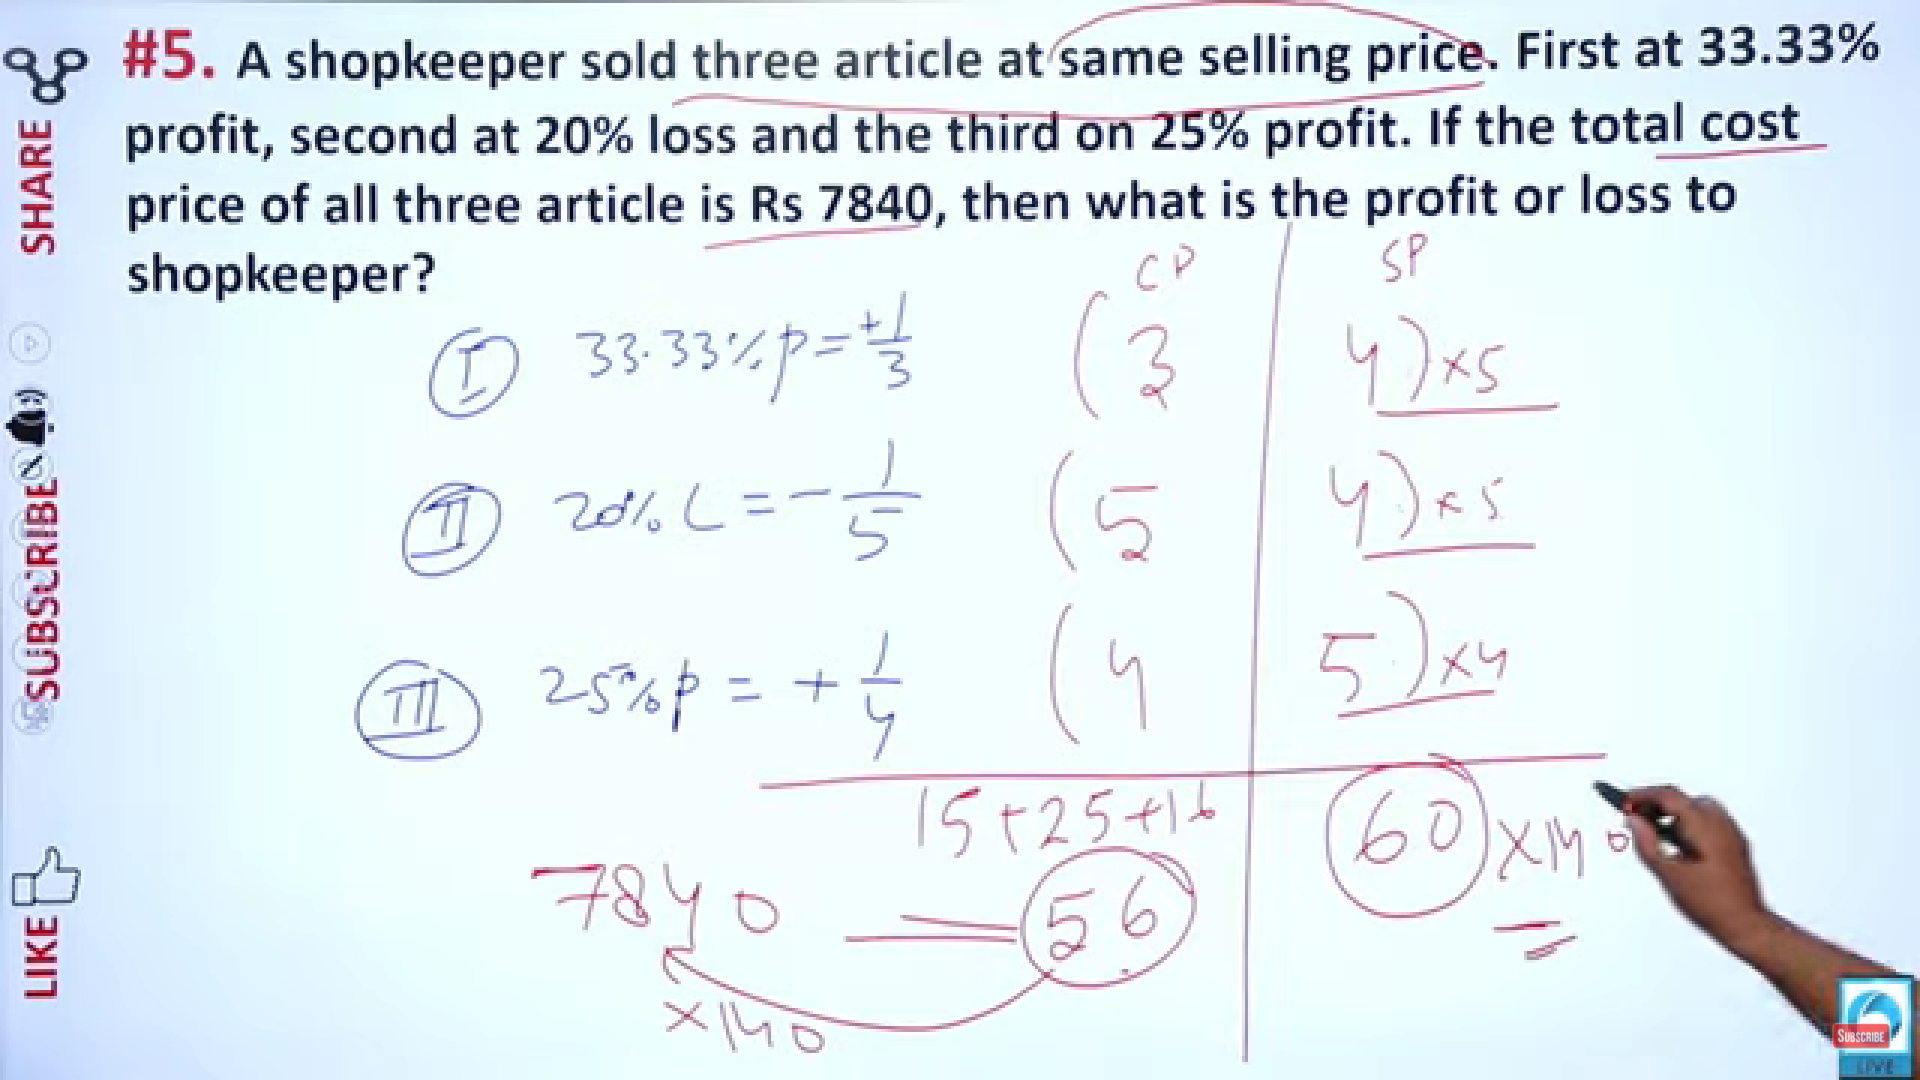 #5. A shopkeeper sold three article at same selling price. First at 33.33%
profit, second at 20% loss and the third on 25% profit. If the total cost
price of all three article is Rs 7840, then what is the profit or loss to
shopkeeper?
CP SP
I 33.33% p = +1/3 (3 4) ×5
II 20% L = - 1/5 (5 4) ×5
III 25% p = + 1/4 (4 5) ×4
15+25+16
7840 = 56
60 ×140
×140
SHARE
SUBSCRIBE
LIKE
SUBSCRIBE
LIVE